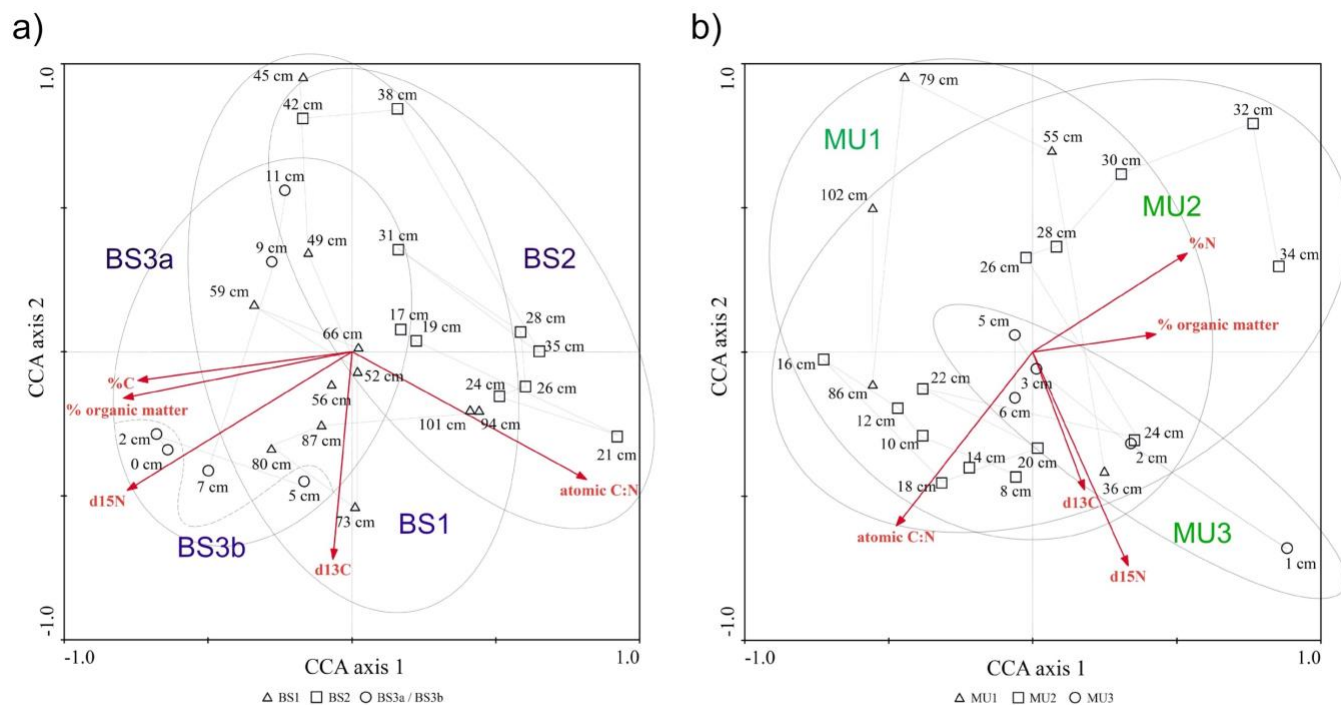 a)
1.0
CCA axis 2
-1.0
-1.0
CCA axis 1
1.0
45 cm
42 cm
38 cm
11 cm
49 cm
31 cm
9 cm
BS3a
BS2
59 cm
17 cm
19 cm
28 cm
66 cm
35 cm
%C
52 cm
24 cm
26 cm
% organic matter
56 cm
101 cm
94 cm
2 cm
87 cm
21 cm
0 cm
80 cm
d15N
7 cm
5 cm
atomic C:N
73 cm
BS1
BS3b
d13C
BS1 BS2 BS3a / BS3b
b)
1.0
CCA axis 2
-1.0
-1.0
CCA axis 1
1.0
79 cm
32 cm
MU1
55 cm
30 cm
102 cm
MU2
28 cm
%N
26 cm
34 cm
5 cm
% organic matter
16 cm
86 cm
22 cm
3 cm
12 cm
6 cm
10 cm
24 cm
14 cm
20 cm
2 cm
18 cm
8 cm
36 cm
d13C
atomic C:N
MU3
d15N
1 cm
MU1 MU2 MU3